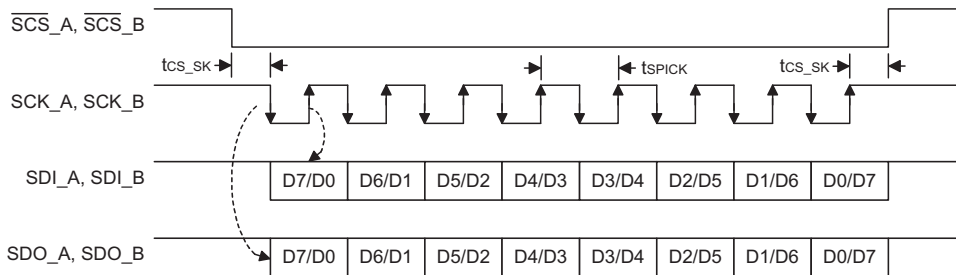 SCS_A, SCS_B
tCS_SK tSPICK tCS_SK
SCK_A, SCK_B
SDI_A, SDI_B D7/D0 D6/D1 D5/D2 D4/D3 D3/D4 D2/D5 D1/D6 D0/D7
SDO_A, SDO_B D7/D0 D6/D1 D5/D2 D4/D3 D3/D4 D2/D5 D1/D6 D0/D7